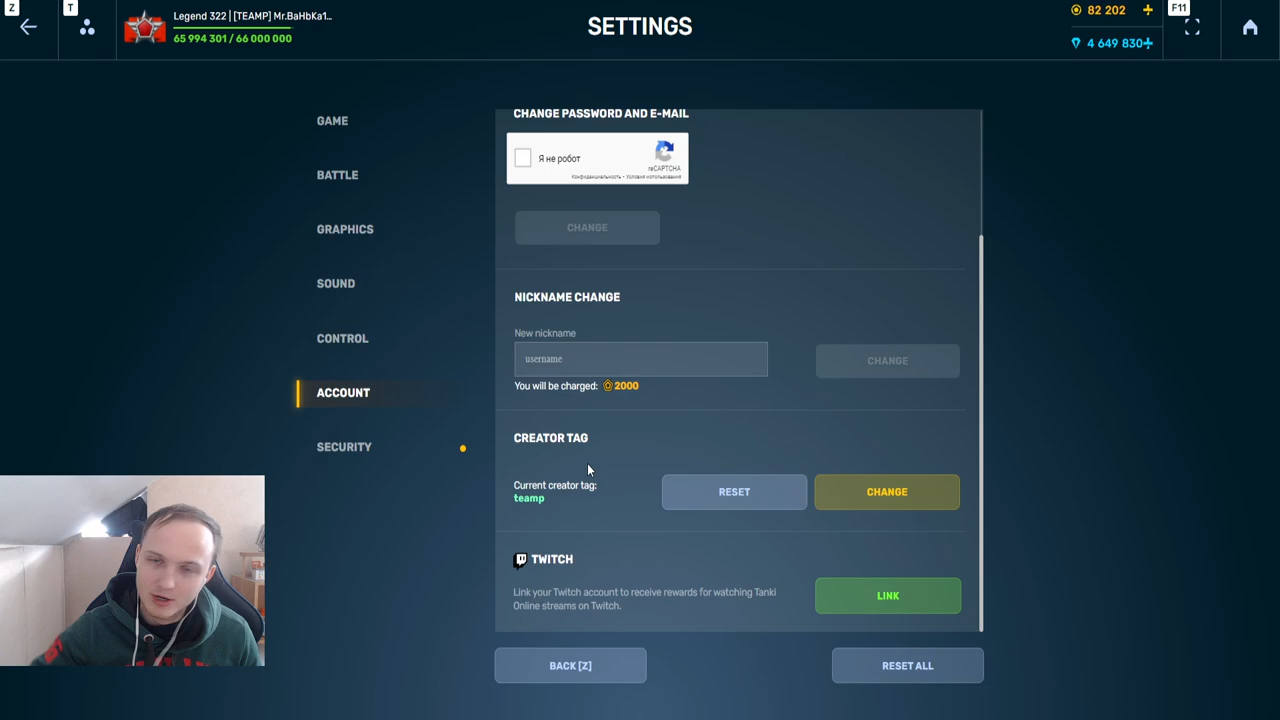 Z
T
Legend 322 | [TEAMP] Mr.BaHbKa1...
65 994 301 / 66 000 000
SETTINGS
82 202
4 649 830
F11
GAME
BATTLE
GRAPHICS
SOUND
CONTROL
ACCOUNT
SECURITY
CHANGE PASSWORD AND E-MAIL
Я не робот
reCAPTCHA
Конфиденциальность • Условия использования
CHANGE
NICKNAME CHANGE
New nickname
username
CHANGE
You will be charged: 2000
CREATOR TAG
Current creator tag:
teamp
RESET
CHANGE
TWITCH
Link your Twitch account to receive rewards for watching Tanki
Online streams on Twitch.
LINK
BACK [Z]
RESET ALL